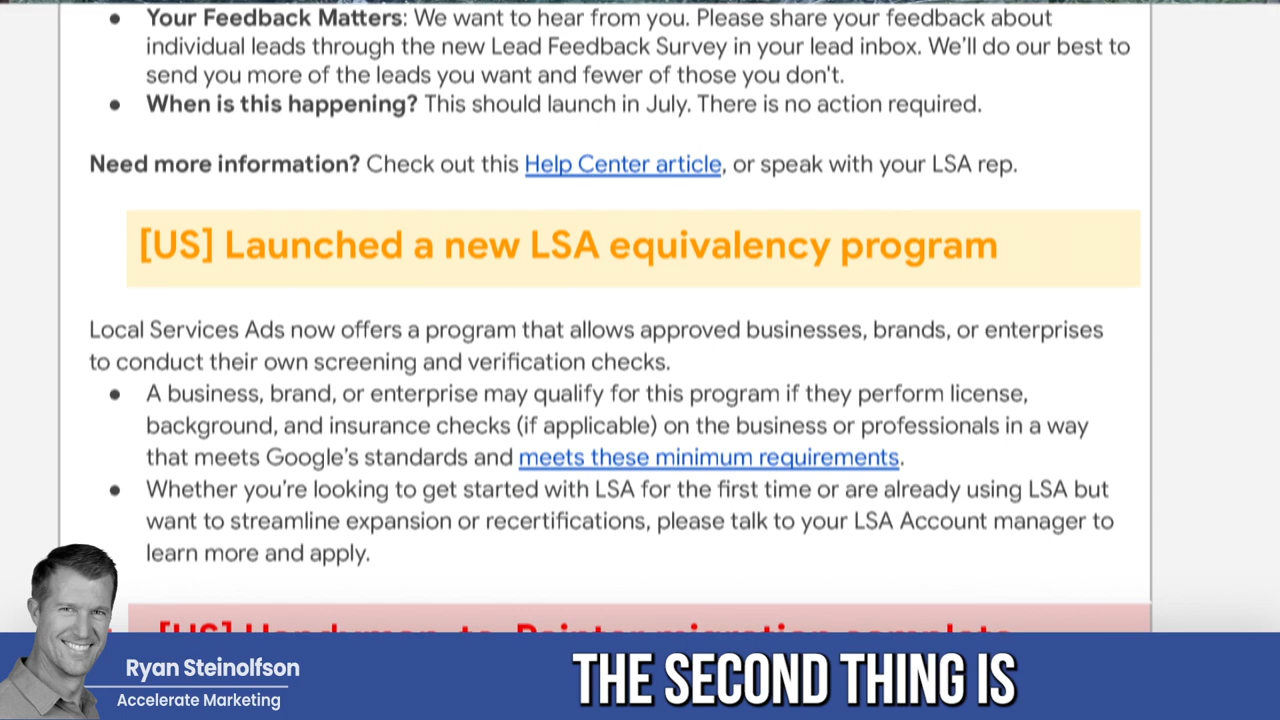 ● Your Feedback Matters: We want to hear from you. Please share your feedback about
individual leads through the new Lead Feedback Survey in your lead inbox. We’ll do our best to
send you more of the leads you want and fewer of those you don't.
● When is this happening? This should launch in July. There is no action required.
Need more information? Check out this Help Center article, or speak with your LSA rep.
[US] Launched a new LSA equivalency program
Local Services Ads now offers a program that allows approved businesses, brands, or enterprises
to conduct their own screening and verification checks.
● A business, brand, or enterprise may qualify for this program if they perform license,
background, and insurance checks (if applicable) on the business or professionals in a way
that meets Google’s standards and meets these minimum requirements.
● Whether you’re looking to get started with LSA for the first time or are already using LSA but
want to streamline expansion or recertifications, please talk to your LSA Account manager to
learn more and apply.
[US] Handyman to Painter migration complete
Ryan Steinolfson
Accelerate Marketing
THE SECOND THING IS